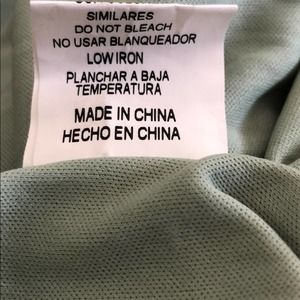 SIMILARES
DO NOT BLEACH
NO USAR BLANQUEADOR
LOW IRON
PLANCHAR A BAJA
TEMPERATURA
MADE IN CHINA
HECHO EN CHINA